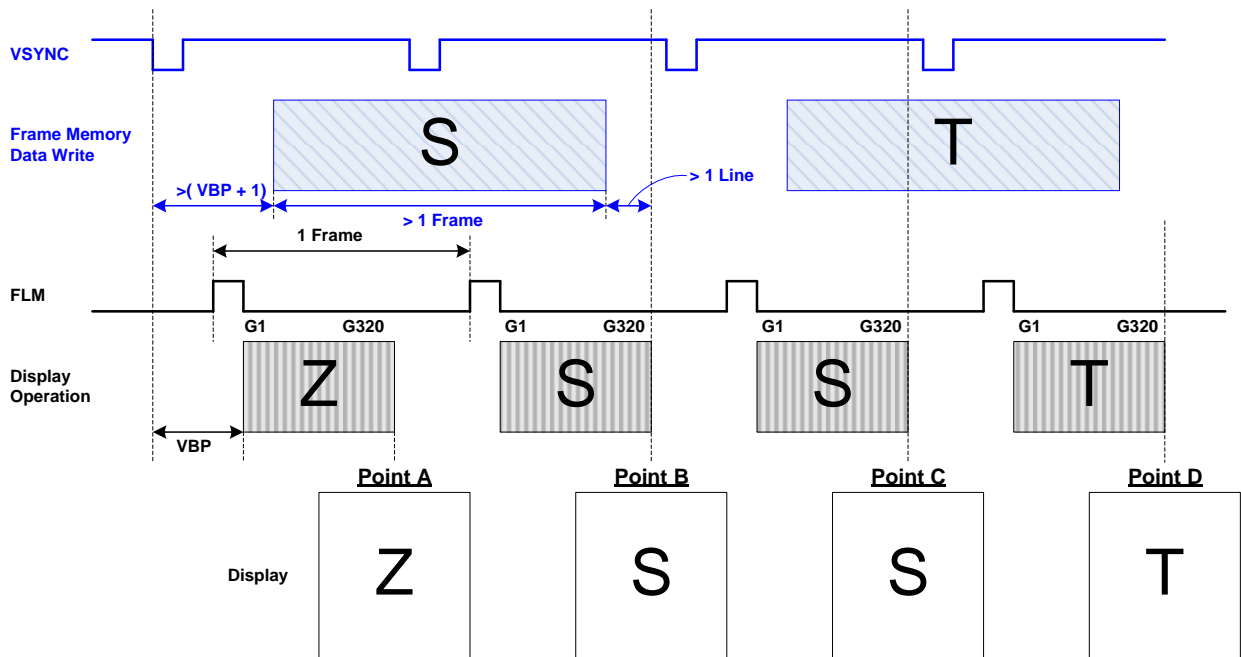 VSYNC
S
T
Frame Memory
Data Write
>( VBP + 1)
> 1 Frame
> 1 Line
1 Frame
FLM
G1 G320 G1 G320 G1 G320 G1 G320
Z S S T
Display
Operation
VBP
Point A Point B Point C Point D
Display
Z S S T